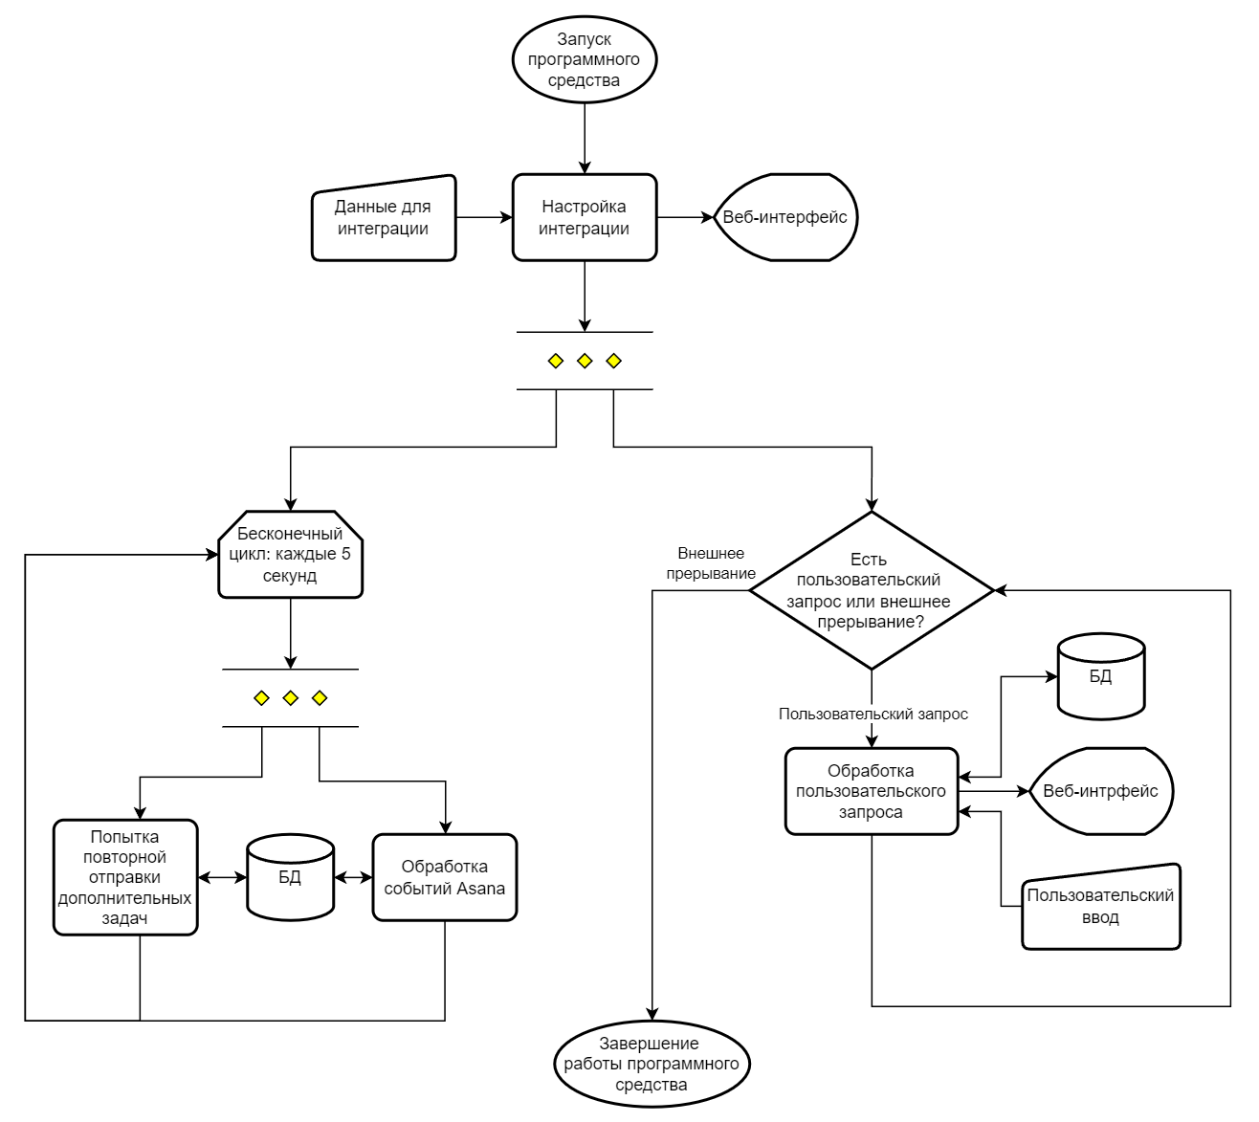 Запуск
программного
средства
Данные для
интеграции
Настройка
интеграции
Веб-интерфейс
Бесконечный
цикл: каждые 5
секунд
Внешнее
прерывание
Есть
пользовательский
запрос или внешнее
прерывание?
БД
Пользовательский запрос
Обработка
пользовательского
запроса
Веб-интрфейс
Попытка
повторной
отправки
дополнительных
задач
БД
Обработка
событий Asana
Пользовательский
ввод
Завершение
работы программного
средства